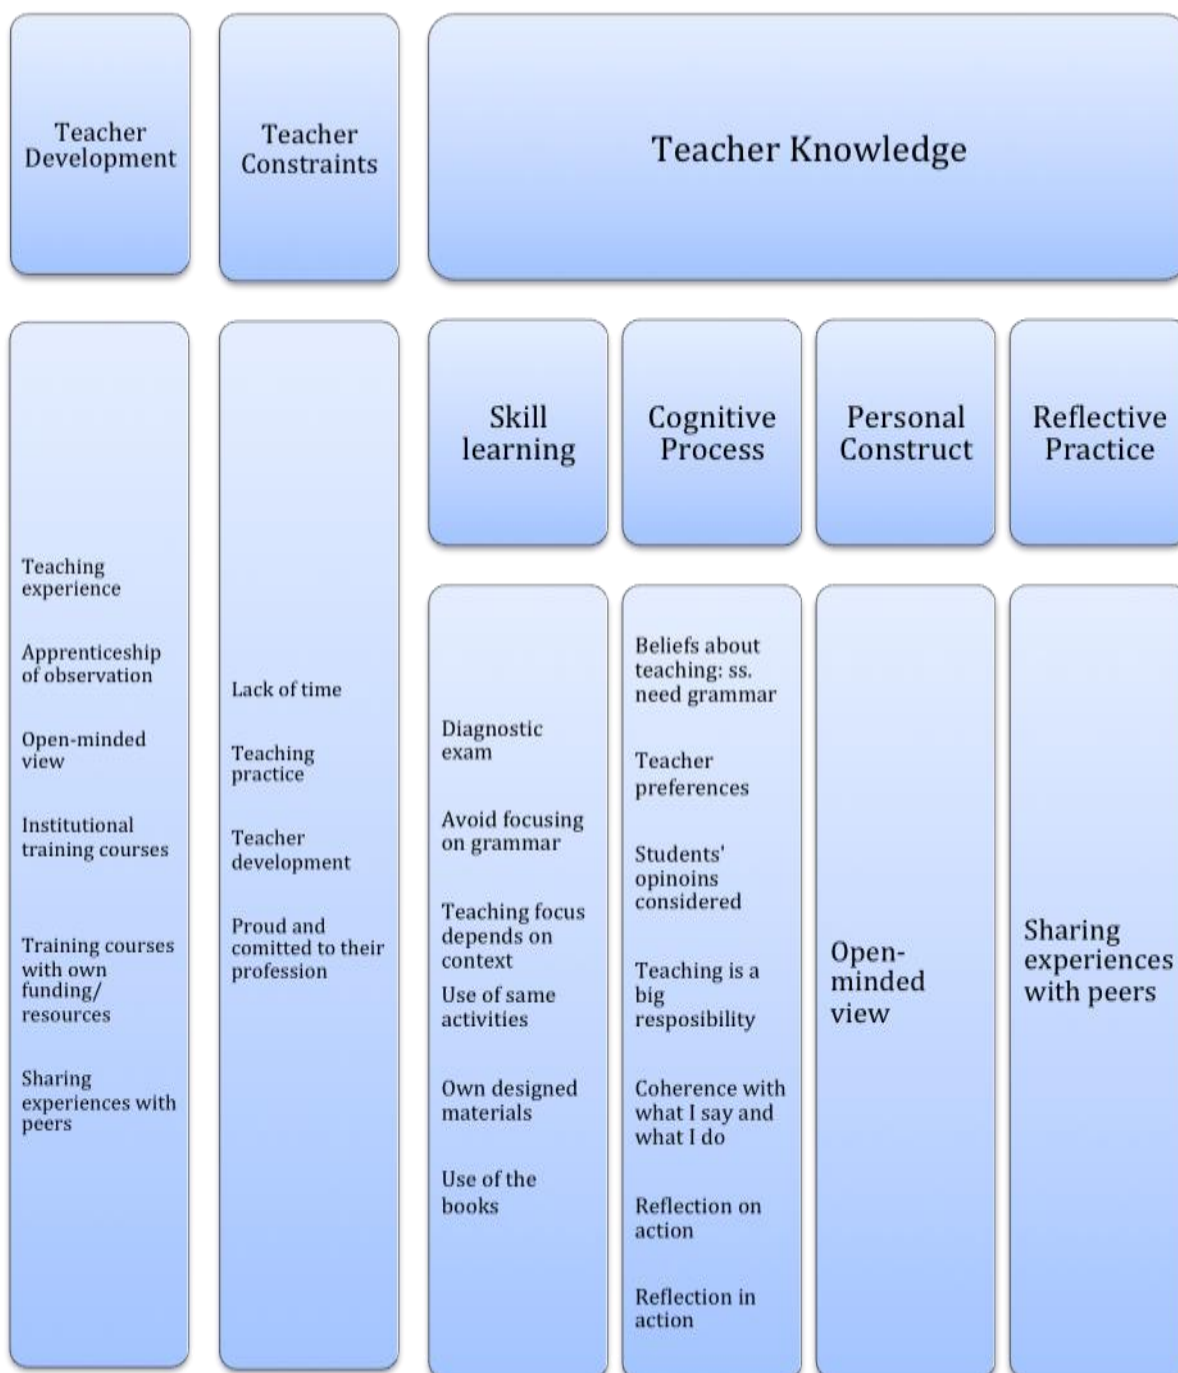 Teacher
Development
Teacher
Constraints
Teacher Knowledge
Teaching
experience
Apprenticeship
of observation
Open-minded
view
Institutional
training courses
Training courses
with own
funding/
resources
Sharing
experiences with
peers
Lack of time
Teaching
practice
Teacher
development
Proud and
comitted to their
profession
Skill
learning
Diagnostic
exam
Avoid focusing
on grammar
Teaching focus
depends on
context
Use of same
activities
Own designed
materials
Use of the
books
Cognitive
Process
Beliefs about
teaching: ss.
need grammar
Teacher
preferences
Students'
opinoins
considered
Teaching is a
big
resposibility
Coherence with
what I say and
what I do
Reflection on
action
Reflection in
action
Personal
Construct
Open-
minded
view
Reflective
Practice
Sharing
experiences
with peers